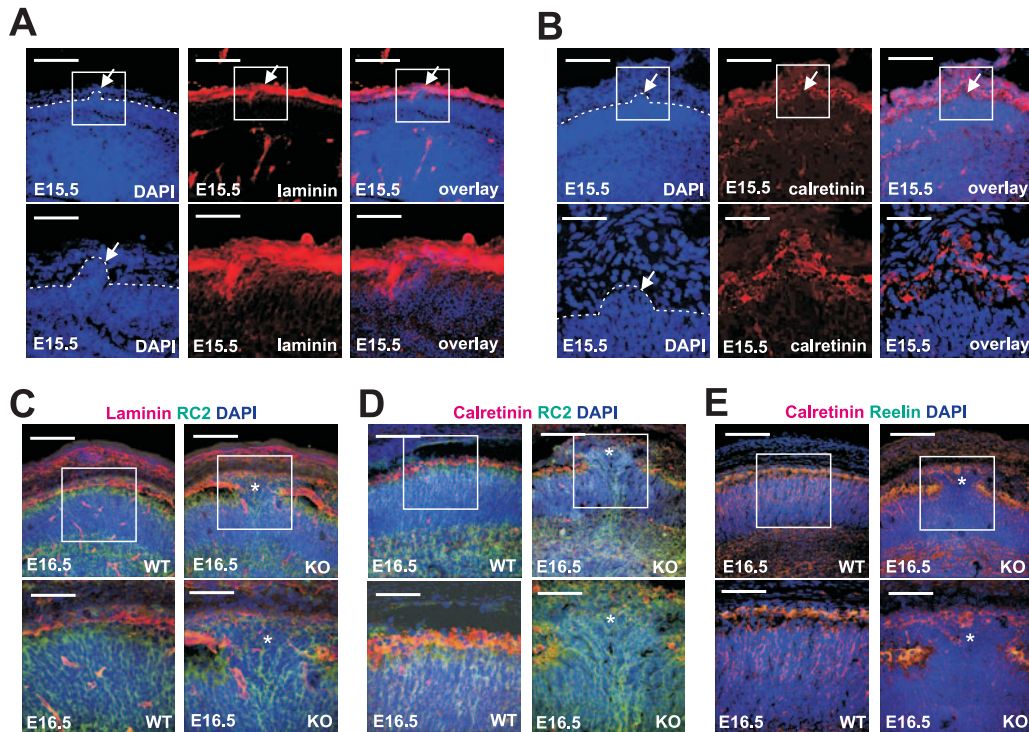 A
E15.5 DAPI
E15.5 laminin
overlay
E15.5 DAPI
E15.5 laminin
E15.5 overlay
B
E15.5 DAPI
E15.5 calretinin
E15.5 overlay
E15.5 DAPI
E15.5 calretinin
E15.5 overlay
C
Laminin RC2 DAPI
E16.5 WT
E16.5 KO
*
E16.5 WT
E16.5 KO
*
D
Calretinin RC2 DAPI
E16.5 WT
E16.5 KO
*
E16.5 WT
E16.5 KO
*
E
Calretinin Reelin DAPI
E16.5 WT
E16.5 KO
*
E16.5 WT
E16.5 KO
*